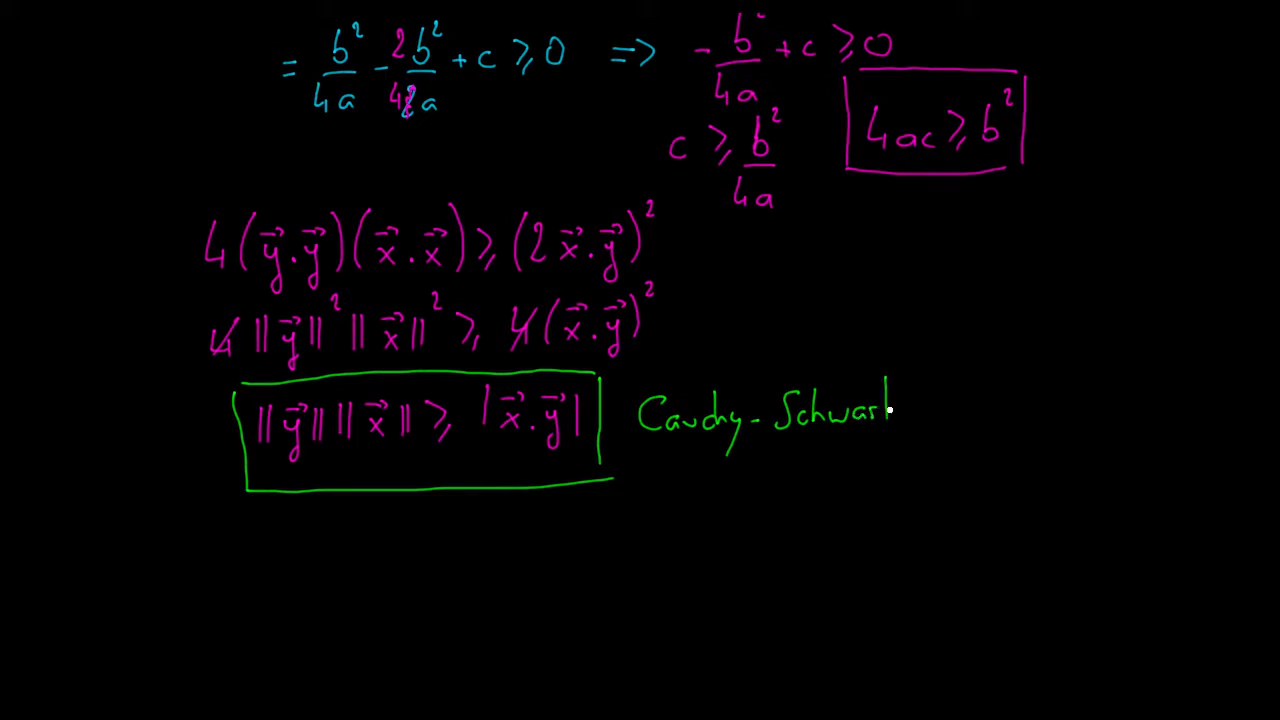 = b²/4a - 2b²/4a + c ⩾ 0 => - b²/4a + c ⩾ 0
c ⩾ b²/4a
4ac ⩾ b²
4(y⃗.y⃗)(x⃗.x⃗) ⩾ (2x⃗.y⃗)²
4||y⃗||²||x⃗||² ⩾ 4(x⃗.y⃗)²
||y⃗|| ||x⃗|| ⩾ |x⃗.y⃗|
Cauchy-Schwar